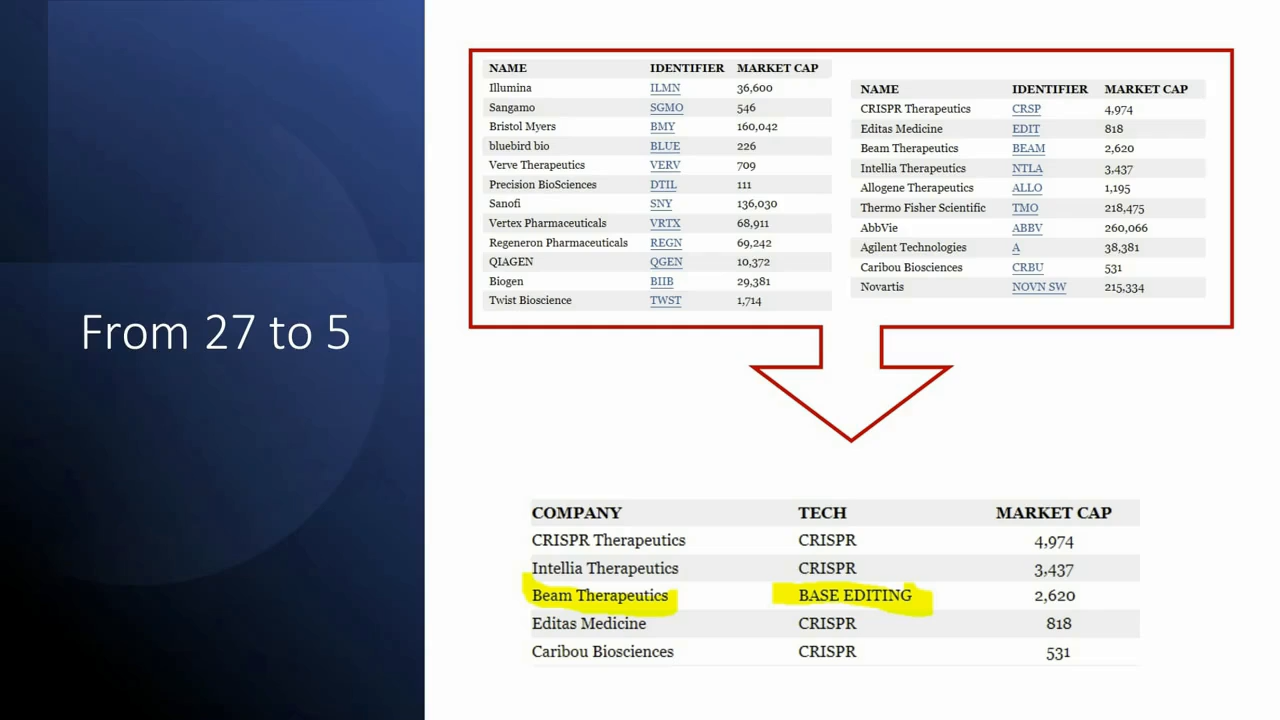 From 27 to 5
NAME IDENTIFIER MARKET CAP
Illumina ILMN 36,600
Sangamo SGMO 546
Bristol Myers BMY 160,042
bluebird bio BLUE 226
Verve Therapeutics VERV 709
Precision BioSciences DTIL 111
Sanofi SNY 136,030
Vertex Pharmaceuticals VRTX 68,911
Regeneron Pharmaceuticals REGN 69,242
QIAGEN QGEN 10,372
Biogen BIIB 29,381
Twist Bioscience TWST 1,714
NAME IDENTIFIER MARKET CAP
CRISPR Therapeutics CRSP 4,974
Editas Medicine EDIT 818
Beam Therapeutics BEAM 2,620
Intellia Therapeutics NTLA 3,437
Allogene Therapeutics ALLO 1,195
Thermo Fisher Scientific TMO 218,475
AbbVie ABBV 260,066
Agilent Technologies A 38,381
Caribou Biosciences CRBU 531
Novartis NOVN SW 215,334
COMPANY TECH MARKET CAP
CRISPR Therapeutics CRISPR 4,974
Intellia Therapeutics CRISPR 3,437
Beam Therapeutics BASE EDITING 2,620
Editas Medicine CRISPR 818
Caribou Biosciences CRISPR 531